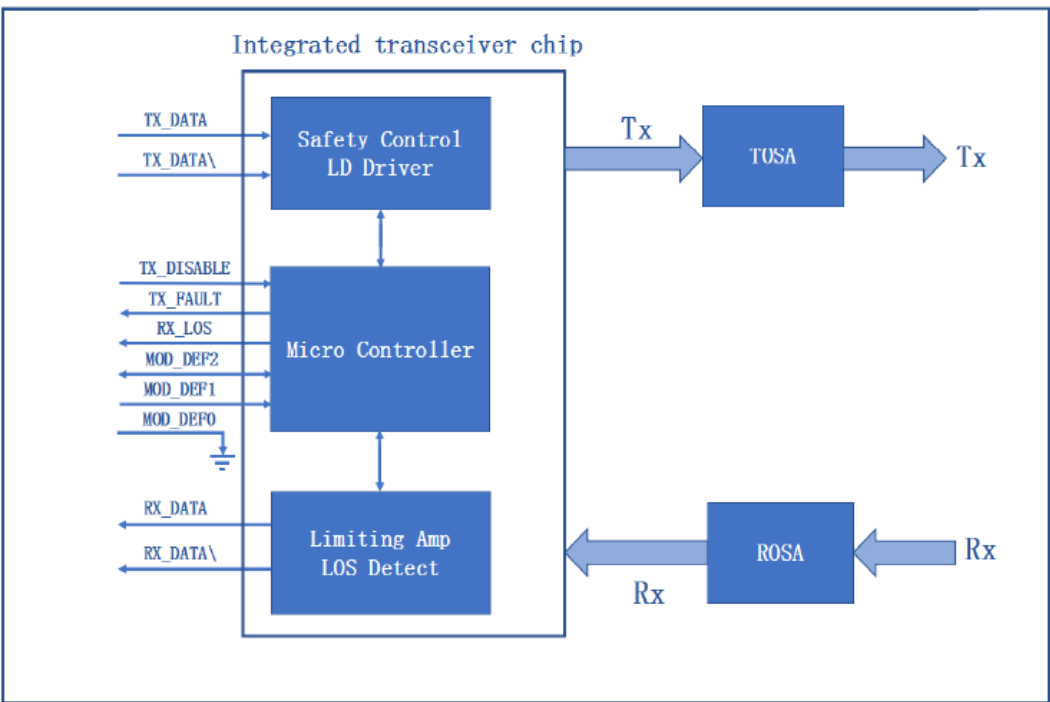 Integrated transceiver chip
TX_DATA
TX_DATA\
Safety Control
LD Driver
Tx
TOSA
Tx
TX_DISABLE
TX_FAULT
RX_LOS
MOD_DEF2
MOD_DEF1
MOD_DEF0
Micro Controller
RX_DATA
RX_DATA\
Limiting Amp
LOS Detect
Rx
ROSA
Rx